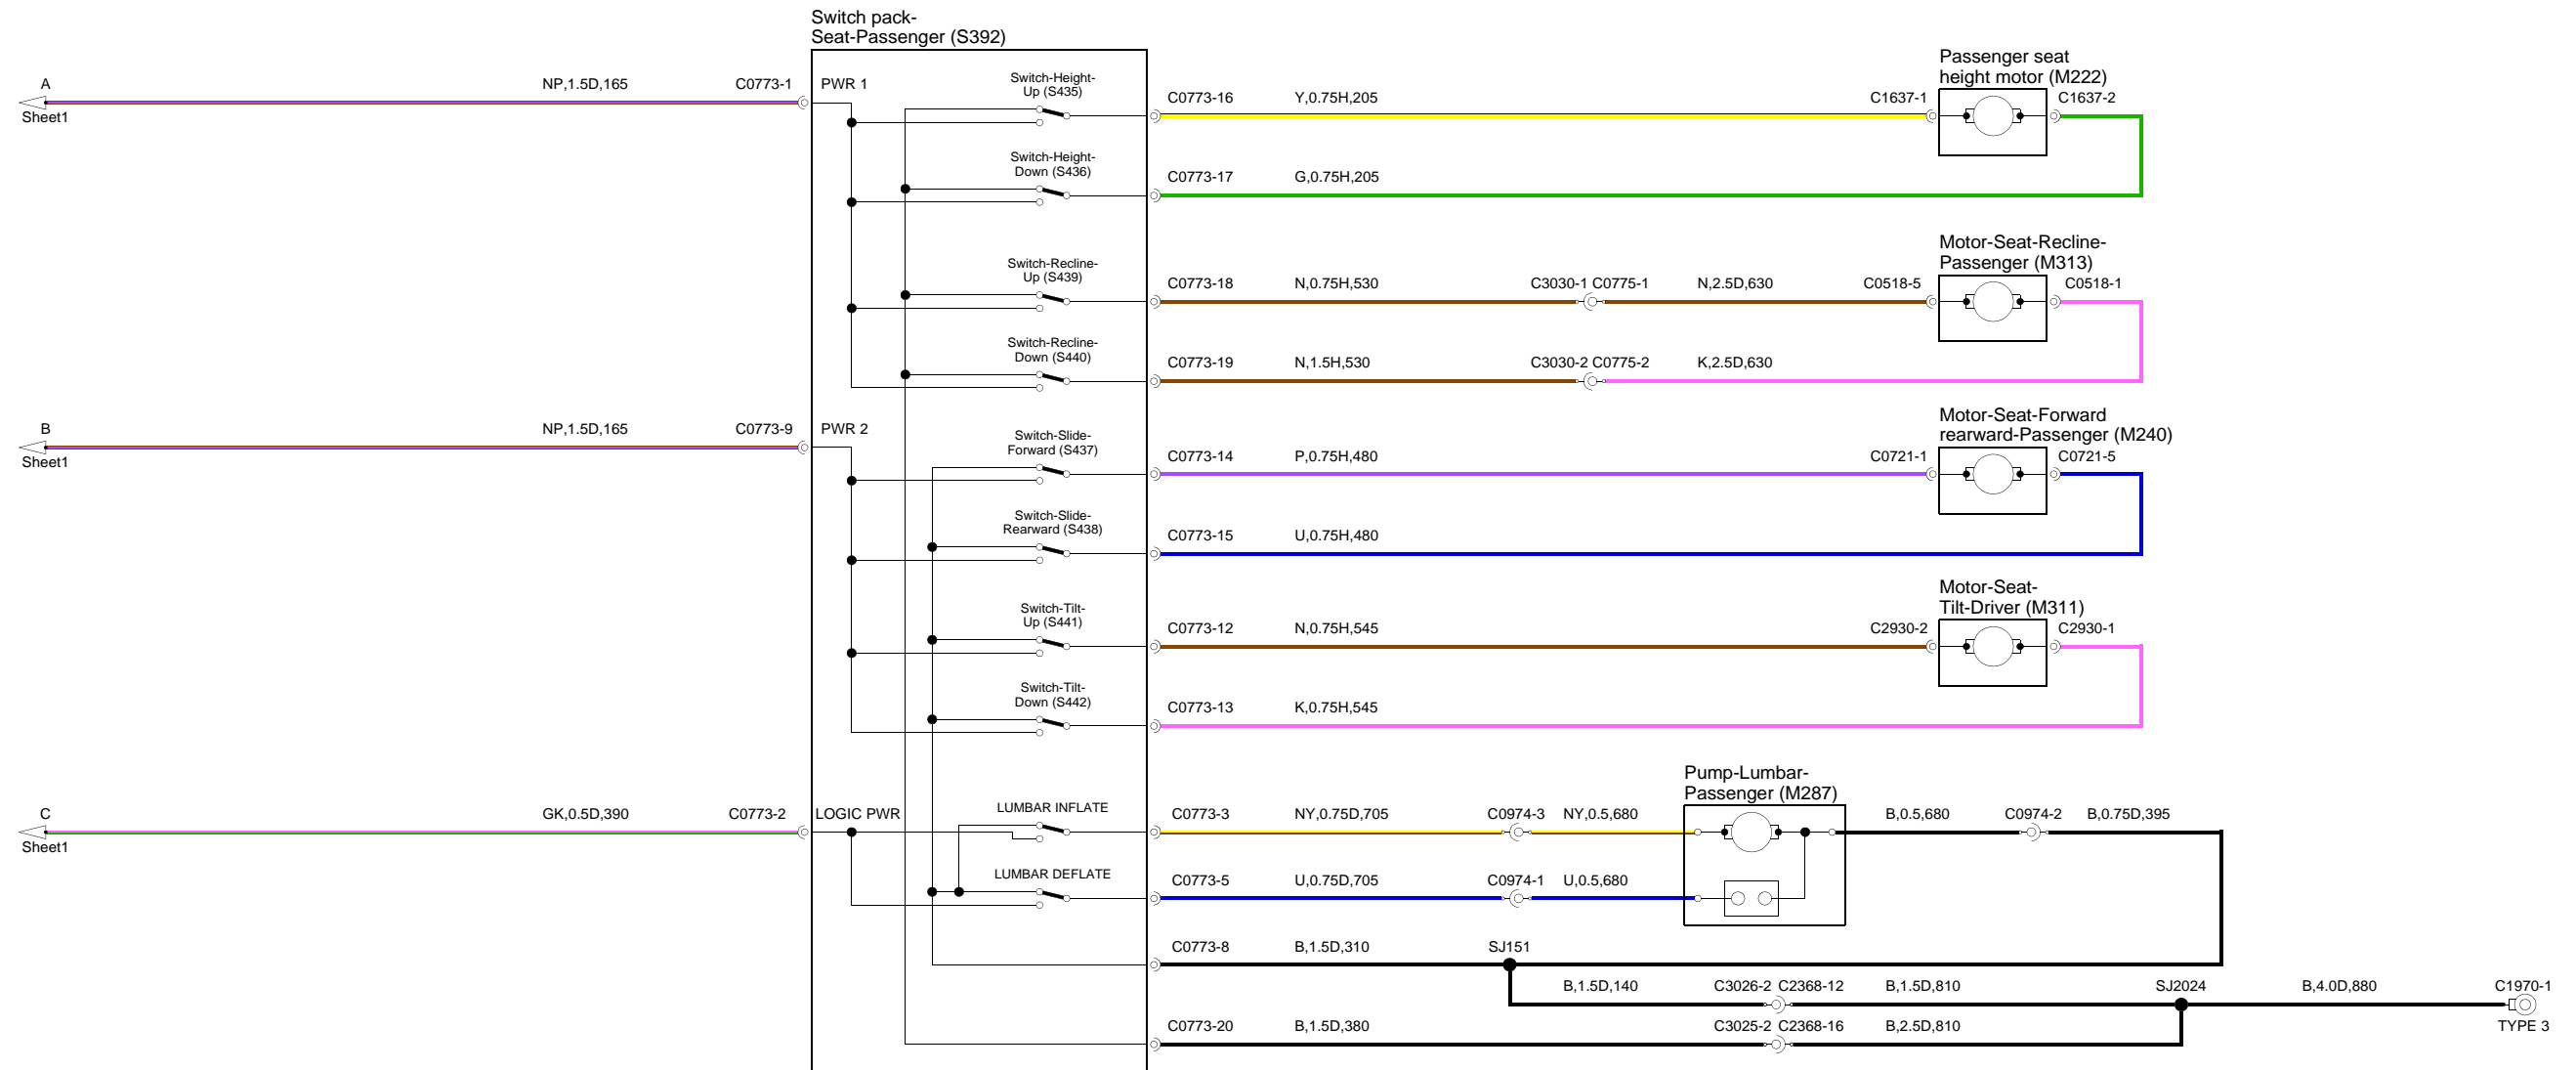 Switch pack-
Seat-Passenger (S392)
A
NP,1.5D,165
C0773-1
PWR 1
Sheet1
Switch-Height-
Up (S435)
C0773-16
Y,0.75H,205
C1637-1
Passenger seat
height motor (M222)
C1637-2
Switch-Height-
Down (S436)
C0773-17
G,0.75H,205
Switch-Recline-
Up (S439)
C0773-18
N,0.75H,530
C3030-1 C0775-1
N,2.5D,630
C0518-5
Motor-Seat-Recline-
Passenger (M313)
C0518-1
Switch-Recline-
Down (S440)
C0773-19
N,1.5H,530
C3030-2 C0775-2
K,2.5D,630
B
NP,1.5D,165
C0773-9
PWR 2
Sheet1
Switch-Slide-
Forward (S437)
C0773-14
P,0.75H,480
C0721-1
Motor-Seat-Forward
rearward-Passenger (M240)
C0721-5
Switch-Slide-
Rearward (S438)
C0773-15
U,0.75H,480
Switch-Tilt-
Up (S441)
C0773-12
N,0.75H,545
C2930-2
Motor-Seat-
Tilt-Driver (M311)
C2930-1
Switch-Tilt-
Down (S442)
C0773-13
K,0.75H,545
C
GK,0.5D,390
C0773-2
LOGIC PWR
Sheet1
LUMBAR INFLATE
C0773-3
NY,0.75D,705
C0974-3
NY,0.5,680
Pump-Lumbar-
Passenger (M287)
B,0.5,680
C0974-2
B,0.75D,395
LUMBAR DEFLATE
C0773-5
U,0.75D,705
C0974-1
U,0.5,680
C0773-8
B,1.5D,310
SJ151
B,1.5D,140
C3026-2 C2368-12
B,1.5D,810
SJ2024
B,4.0D,880
C1970-1
TYPE 3
C0773-20
B,1.5D,380
C3025-2 C2368-16
B,2.5D,810